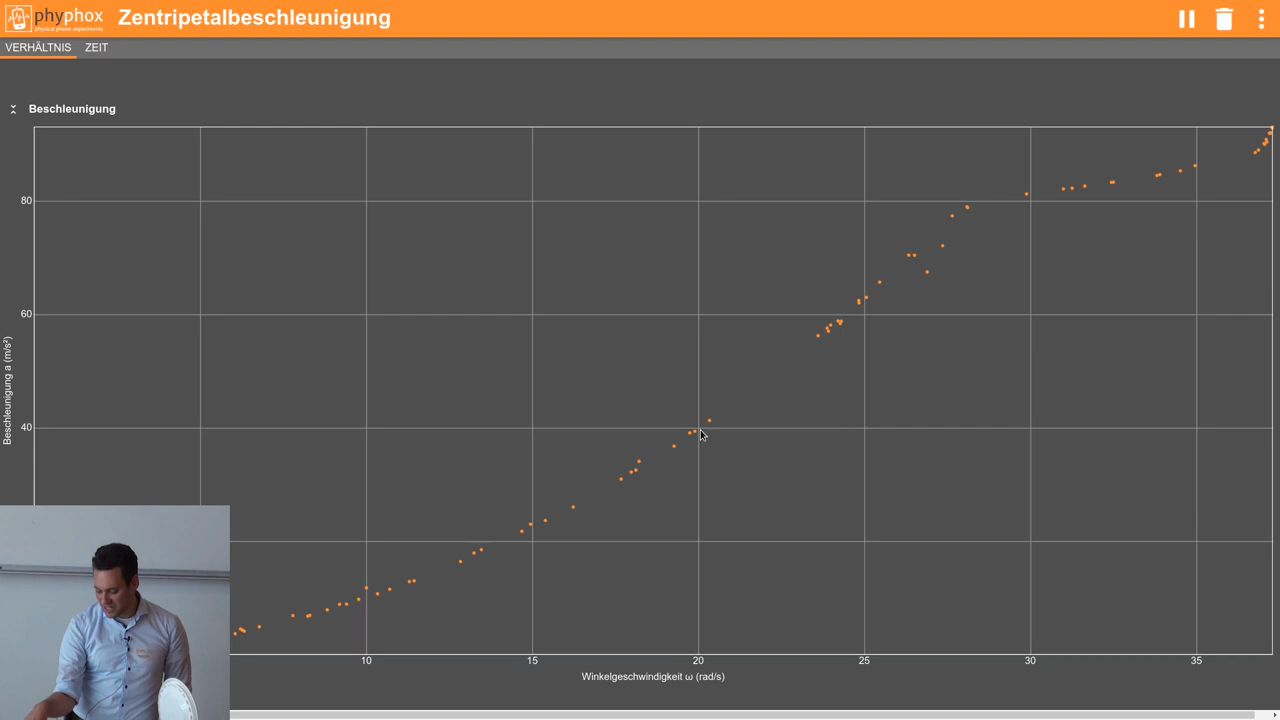 phyphox
physical phone experiments
Zentripetalbeschleunigung
VERHÄLTNIS ZEIT
Beschleunigung
80
60
40
Beschleunigung a (m/s²)
10 15 20 25 30 35
Winkelgeschwindigkeit ω (rad/s)